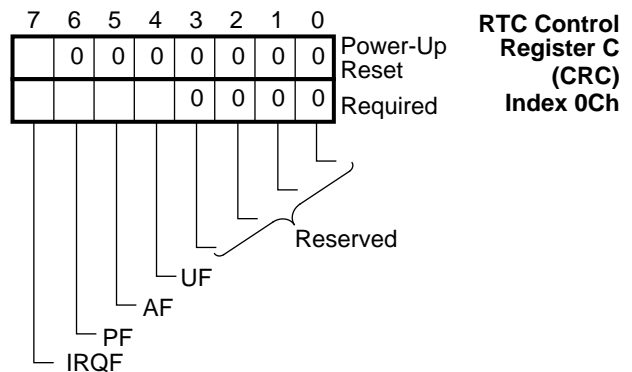 7 6 5 4 3 2 1 0
RTC Control
Register C
(CRC)
Index 0Ch
0 0 0 0 0 0 0
Power-Up
Reset
0 0 0 0
Required
Reserved
UF
AF
PF
IRQF